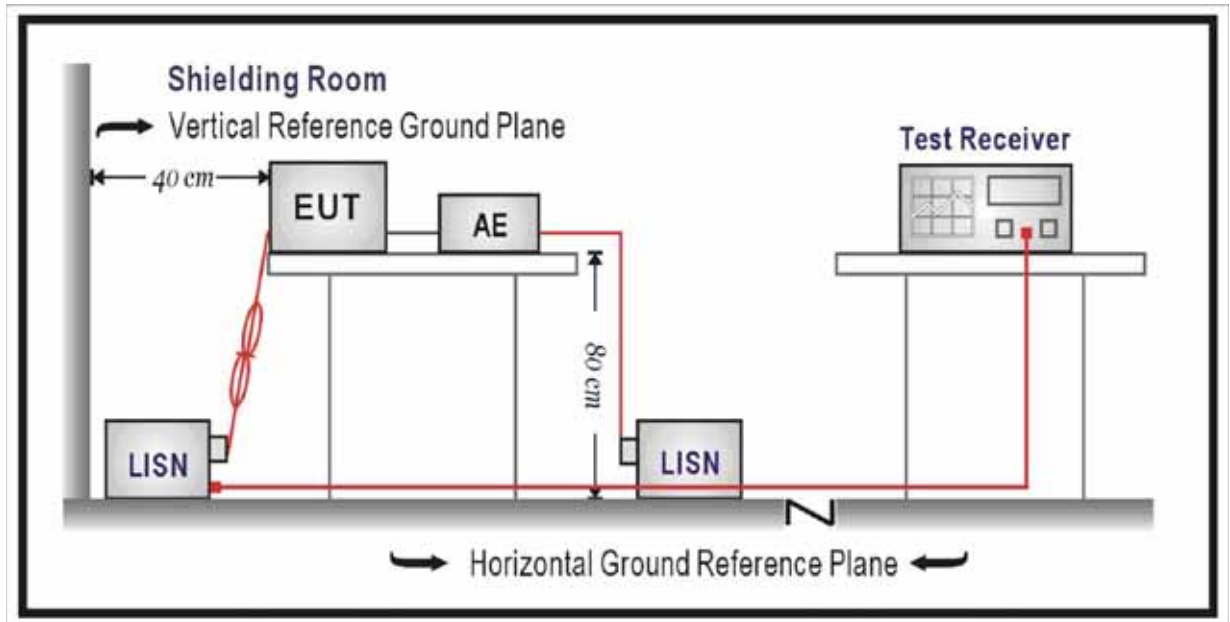 Shielding Room
Vertical Reference Ground Plane
Test Receiver
40 cm
EUT
AE
80 cm
LISN
LISN
Horizontal Ground Reference Plane